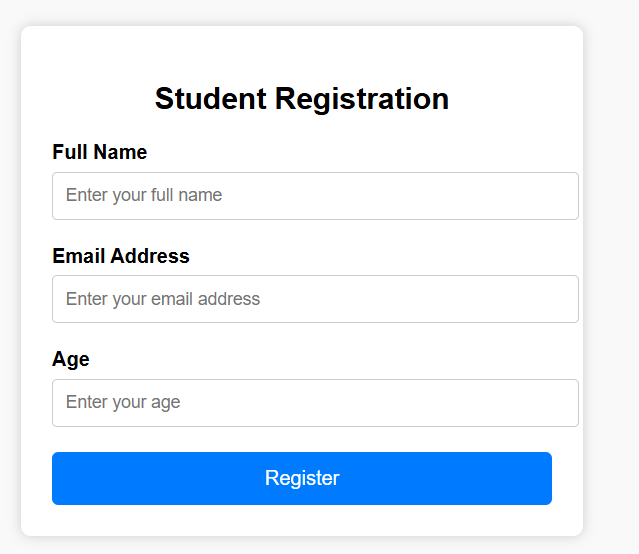 Student Registration
Full Name
Enter your full name
Email Address
Enter your email address
Age
Enter your age
Register